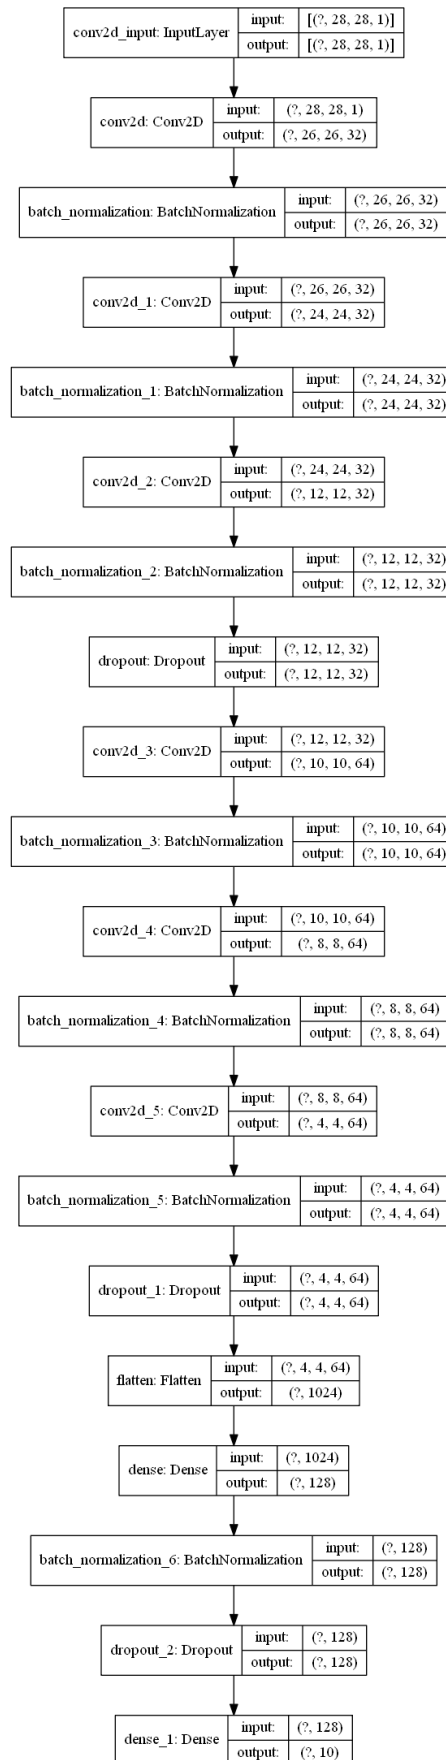 conv2d_input: InputLayer
input: [(?, 28, 28, 1)]
output: [(?, 28, 28, 1)]
conv2d: Conv2D
input: (?, 28, 28, 1)
output: (?, 26, 26, 32)
batch_normalization: BatchNormalization
input: (?, 26, 26, 32)
output: (?, 26, 26, 32)
conv2d_1: Conv2D
input: (?, 26, 26, 32)
output: (?, 24, 24, 32)
batch_normalization_1: BatchNormalization
input: (?, 24, 24, 32)
output: (?, 24, 24, 32)
conv2d_2: Conv2D
input: (?, 24, 24, 32)
output: (?, 12, 12, 32)
batch_normalization_2: BatchNormalization
input: (?, 12, 12, 32)
output: (?, 12, 12, 32)
dropout: Dropout
input: (?, 12, 12, 32)
output: (?, 12, 12, 32)
conv2d_3: Conv2D
input: (?, 12, 12, 32)
output: (?, 10, 10, 64)
batch_normalization_3: BatchNormalization
input: (?, 10, 10, 64)
output: (?, 10, 10, 64)
conv2d_4: Conv2D
input: (?, 10, 10, 64)
output: (?, 8, 8, 64)
batch_normalization_4: BatchNormalization
input: (?, 8, 8, 64)
output: (?, 8, 8, 64)
conv2d_5: Conv2D
input: (?, 8, 8, 64)
output: (?, 4, 4, 64)
batch_normalization_5: BatchNormalization
input: (?, 4, 4, 64)
output: (?, 4, 4, 64)
dropout_1: Dropout
input: (?, 4, 4, 64)
output: (?, 4, 4, 64)
flatten: Flatten
input: (?, 4, 4, 64)
output: (?, 1024)
dense: Dense
input: (?, 1024)
output: (?, 128)
batch_normalization_6: BatchNormalization
input: (?, 128)
output: (?, 128)
dropout_2: Dropout
input: (?, 128)
output: (?, 128)
dense_1: Dense
input: (?, 128)
output: (?, 10)